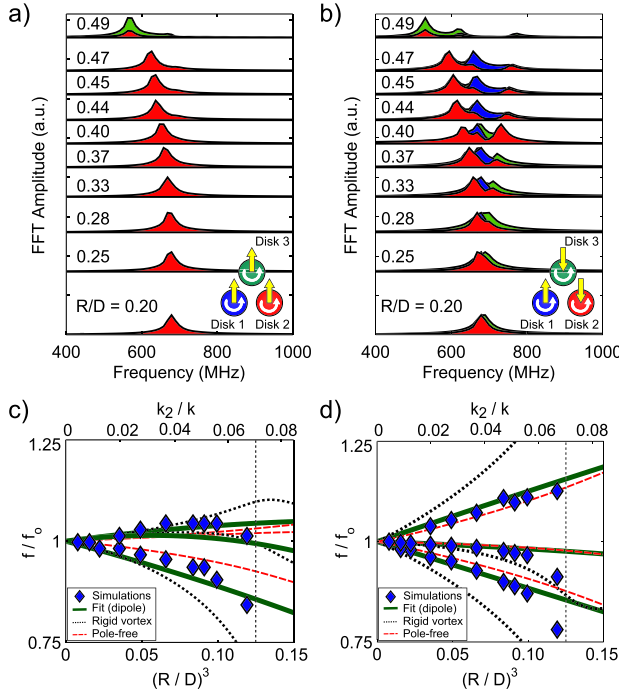 a)
FFT Amplitude (a.u.)
0.49
0.47
0.45
0.44
0.40
0.37
0.33
0.28
0.25
R/D = 0.20
Disk 3
Disk 1
Disk 2
400
600
800
1000
Frequency (MHz)
b)
FFT Amplitude (a.u.)
0.49
0.47
0.45
0.44
0.40
0.37
0.33
0.28
0.25
R/D = 0.20
Disk 3
Disk 1
Disk 2
400
600
800
1000
Frequency (MHz)
c)
k2 / k
0
0.02
0.04
0.06
0.08
1.25
1
0.75
f / fo
Simulations
Fit (dipole)
Rigid vortex
Pole-free
0
0.05
0.10
0.15
(R / D)3
d)
k2 / k
0
0.02
0.04
0.06
0.08
1.25
1
0.75
f / fo
Simulations
Fit (dipole)
Rigid vortex
Pole-free
0
0.05
0.10
0.15
(R / D)3